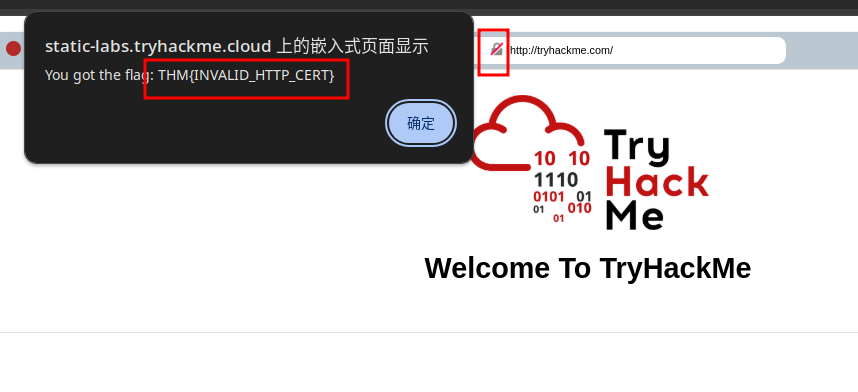 static-labs.tryhackme.cloud 上的嵌入式页面显示
You got the flag: THM{INVALID_HTTP_CERT}
确定
http://tryhackme.com/
10 10
1110
0101 01
01 010
01
Try
Hack
Me
Welcome To TryHackMe